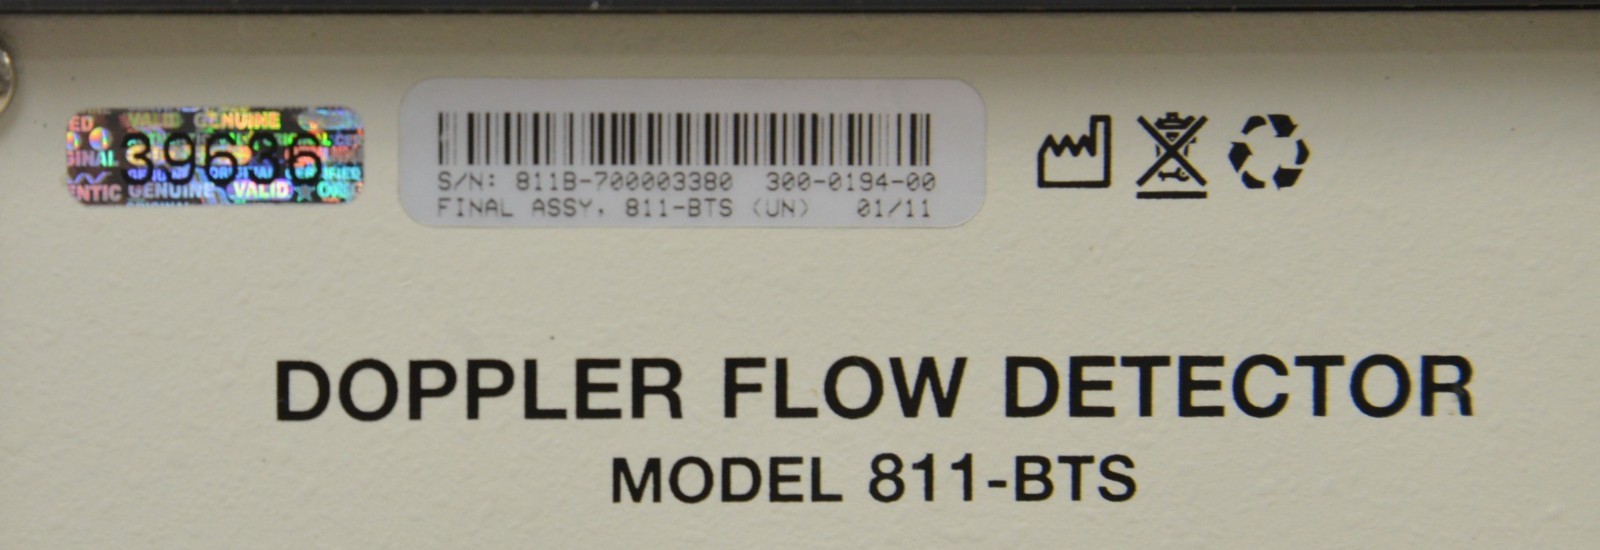 39636
S/N: 811B-700003380 300-0194-00
FINAL ASSY, 811-BTS (UN) 01/11
DOPPLER FLOW DETECTOR
MODEL 811-BTS